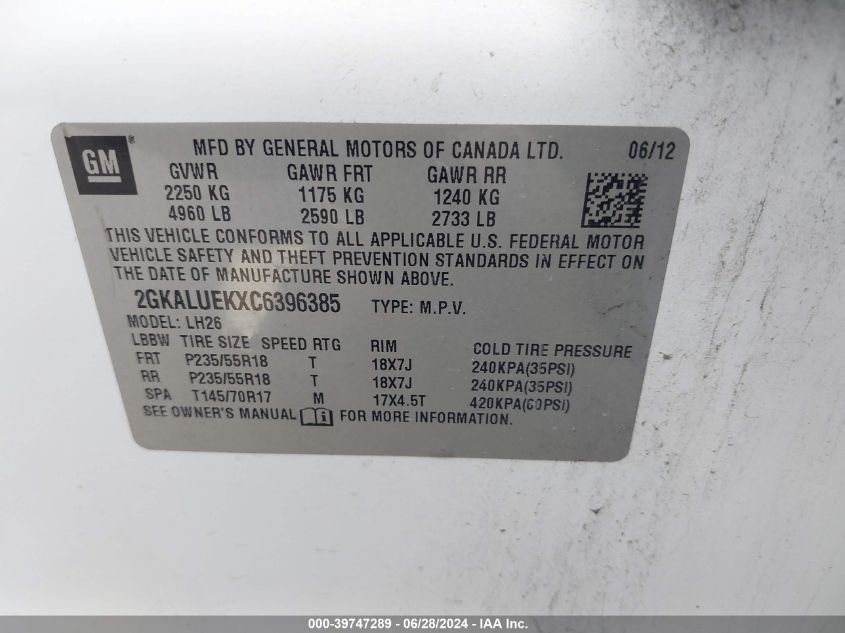 GM® MFD BY GENERAL MOTORS OF CANADA LTD. 06/12
GVWR GAWR FRT GAWR RR
2250 KG 1175 KG 1240 KG
4960 LB 2590 LB 2733 LB
THIS VEHICLE CONFORMS TO ALL APPLICABLE U.S. FEDERAL MOTOR
VEHICLE SAFETY AND THEFT PREVENTION STANDARDS IN EFFECT ON
THE DATE OF MANUFACTURE SHOWN ABOVE.
2GKALUEKXC6396385 TYPE: M.P.V.
MODEL: LH26
LBBW TIRE SIZE SPEED RTG RIM COLD TIRE PRESSURE
FRT P235/55R18 T 18X7J 240KPA(35PSI)
RR P235/55R18 T 18X7J 240KPA(35PSI)
SPA T145/70R17 M 17X4.5T 420KPA(60PSI)
SEE OWNER'S MANUAL FOR MORE INFORMATION.
000-39747289 - 06/28/2024 - IAA Inc.